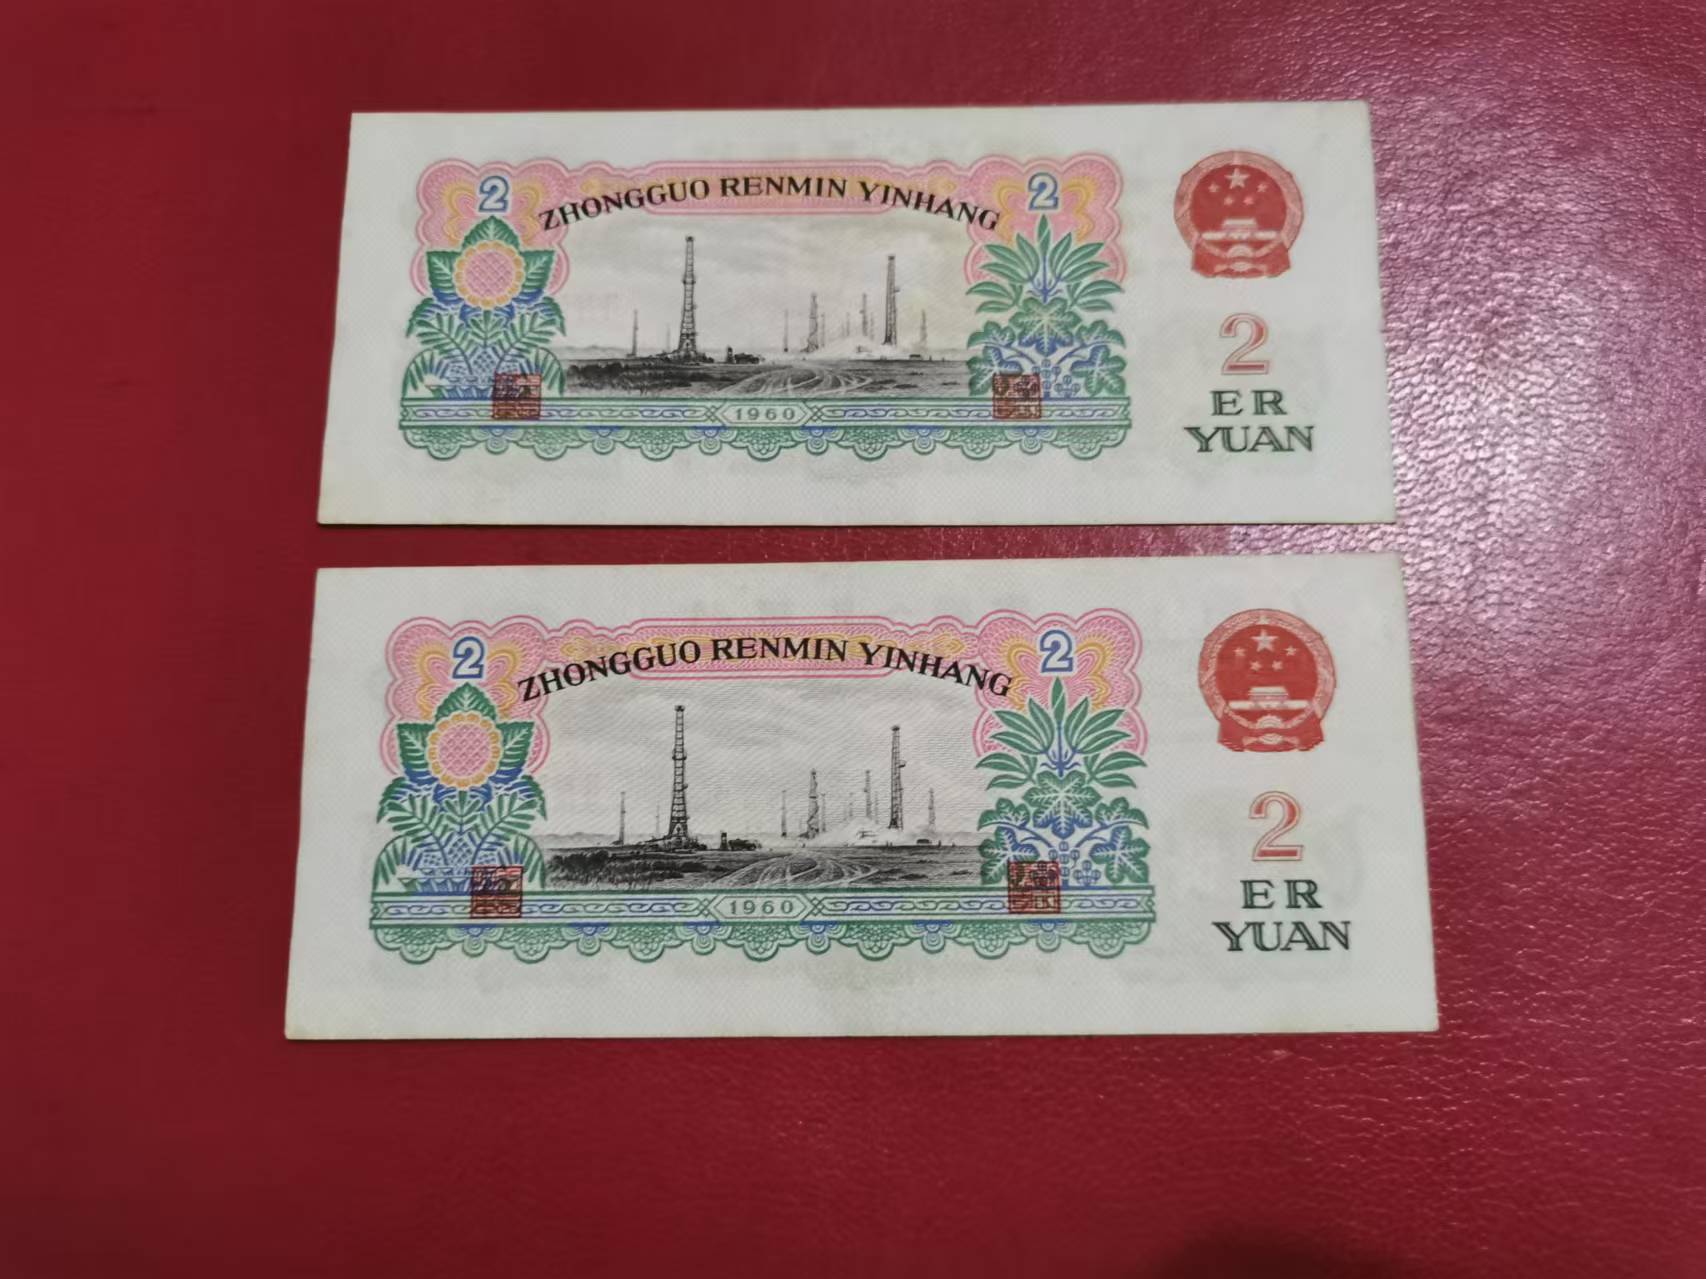 2 ZHONGGUO RENMIN YINHANG 2
2
ER
YUAN
1960
2 ZHONGGUO RENMIN YINHANG 2
2
ER
YUAN
1960